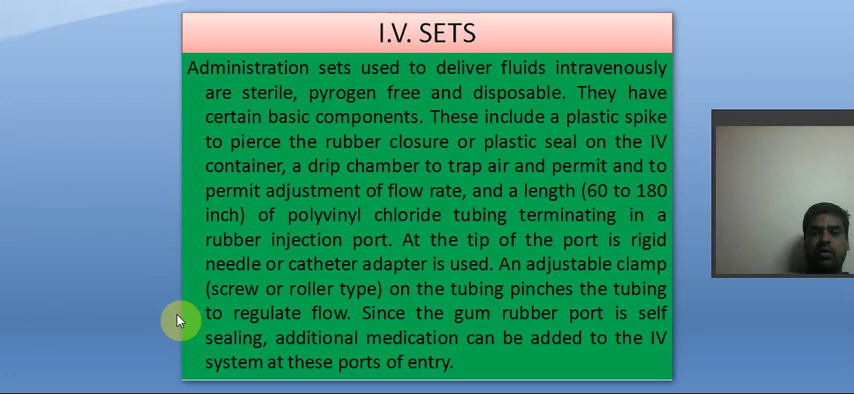 I.V. SETS
Administration sets used to deliver fluids intravenously
are sterile, pyrogen free and disposable. They have
certain basic components. These include a plastic spike
to pierce the rubber closure or plastic seal on the IV
container, a drip chamber to trap air and permit and to
permit adjustment of flow rate, and a length (60 to 180
inch) of polyvinyl chloride tubing terminating in a
rubber injection port. At the tip of the port is rigid
needle or catheter adapter is used. An adjustable clamp
(screw or roller type) on the tubing pinches the tubing
to regulate flow. Since the gum rubber port is self
sealing, additional medication can be added to the IV
system at these ports of entry.